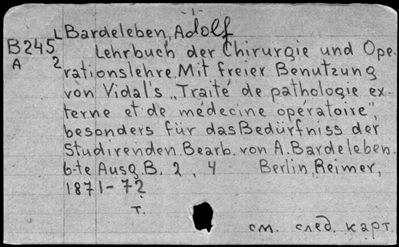 Bardeleben, Adolf
B245 L
Lehrbuch der Chirurgie und Ope-
A 2
rationslehre. Mit freier Benutzung
von Vidal's „Traité de pathologie ex-
terne et de médecine opératoire",
besonders für das Bedürfniss der
Studirenden. Bearb. von A. Bardeleben.
6-te Ausg. B. 2, 4 Berlin, Reimer,
1871-72
т.
см. след. карт.